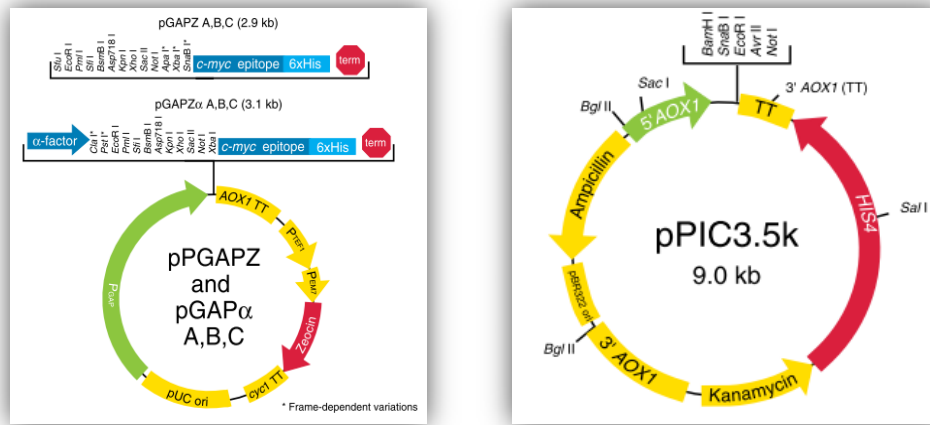 pGAPZ A,B,C (2.9 kb)
Sfu I
EcoR I
Pml I
Sfi I
BsmB I
Asp718 I
Kpn I
Xho I
Sac II
Not I
Apa I*
Xba I*
SnaB I*
c-myc epitope
6xHis
term
pGAPZα A,B,C (3.1 kb)
α-factor
Cla I*
Pst I*
EcoR I
Pml I
Sfi I
BsmB I
Asp718 I
Kpn I
Xho I
Sac II
Not I
Xba I
c-myc epitope
6xHis
term
AOX1 TT
PTEF1
PEM7
Zeocin
cyc1 TT
pUC ori
PGAP
pPGAPZ
and
pGAPα
A,B,C
* Frame-dependent variations
BamH I
SnaB I
EcoR I
Avr II
Not I
Sac I
Bgl II
5' AOX1
TT
3' AOX1 (TT)
Ampicillin
HIS4
Sal I
pPIC3.5k
9.0 kb
pBR322 ori
Bgl II
3' AOX1
Kanamycin